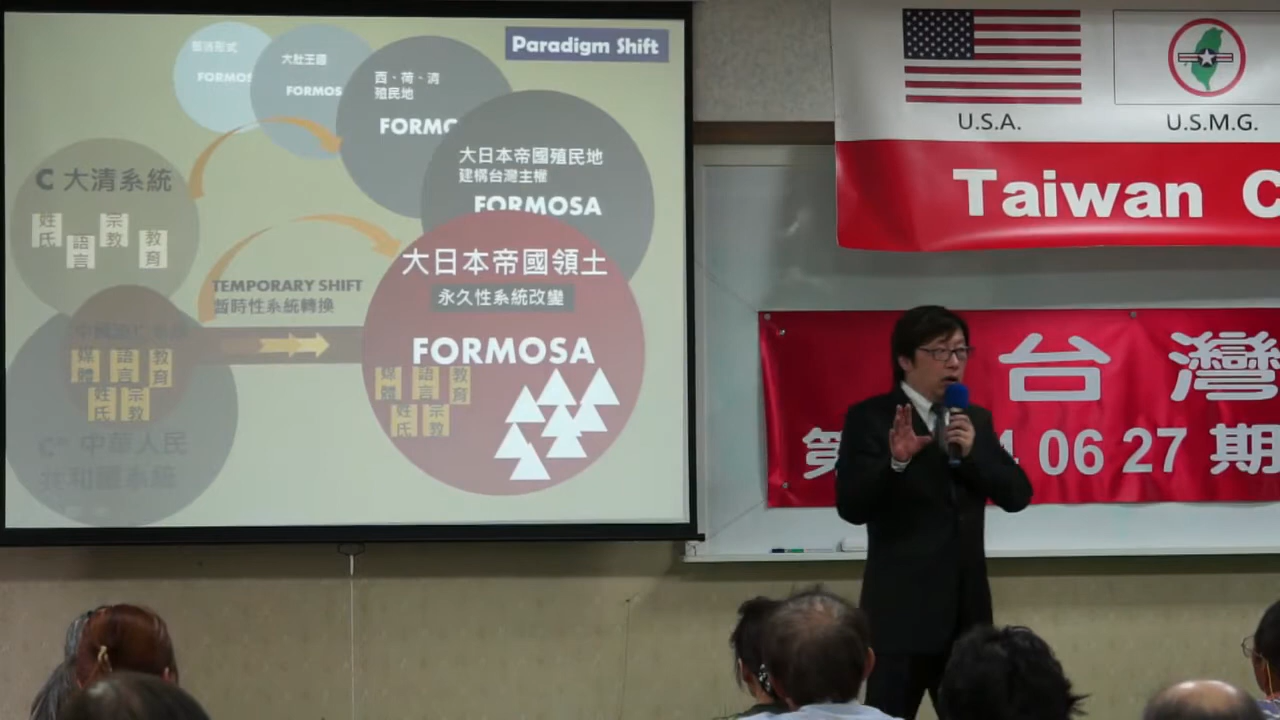 Paradigm Shift
部落形式
FORMOS
大肚王國
FORMOS
西、荷、清
殖民地
FORMO
大日本帝國殖民地
建構台灣主權
FORMOSA
C 大清系統
姓氏
語言
宗教
教育
大日本帝國領土
永久性系統改變
FORMOSA
媒體
語言
教育
姓氏
宗教
TEMPORARY SHIFT
暫時性系統轉換
媒體
語言
教育
姓氏
宗教
中華人民
共和國系統
U.S.A.
U.S.M.G.
Taiwan C
台灣
第
06 27 期